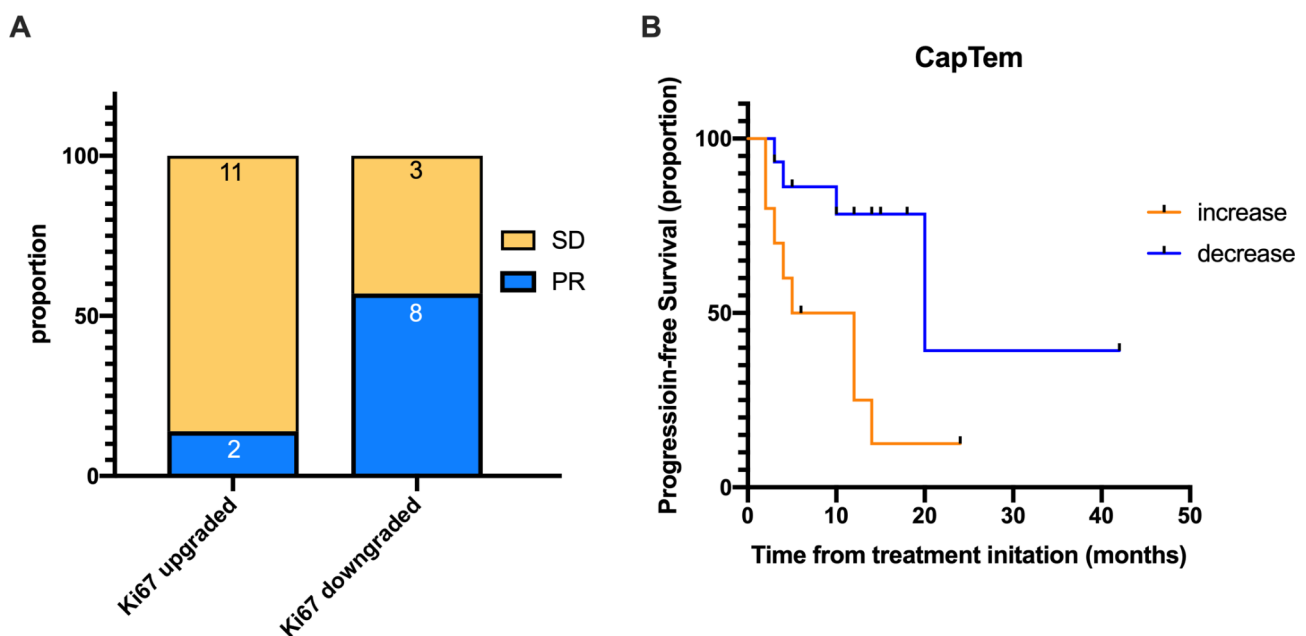 A
proportion
100
50
0
11
2
3
8
Ki67 upgraded
Ki67 downgraded
SD
PR
B
CapTem
Progressioin-free Survival (proportion)
100
50
0
0 10 20 30 40 50
Time from treatment initation (months)
increase
decrease